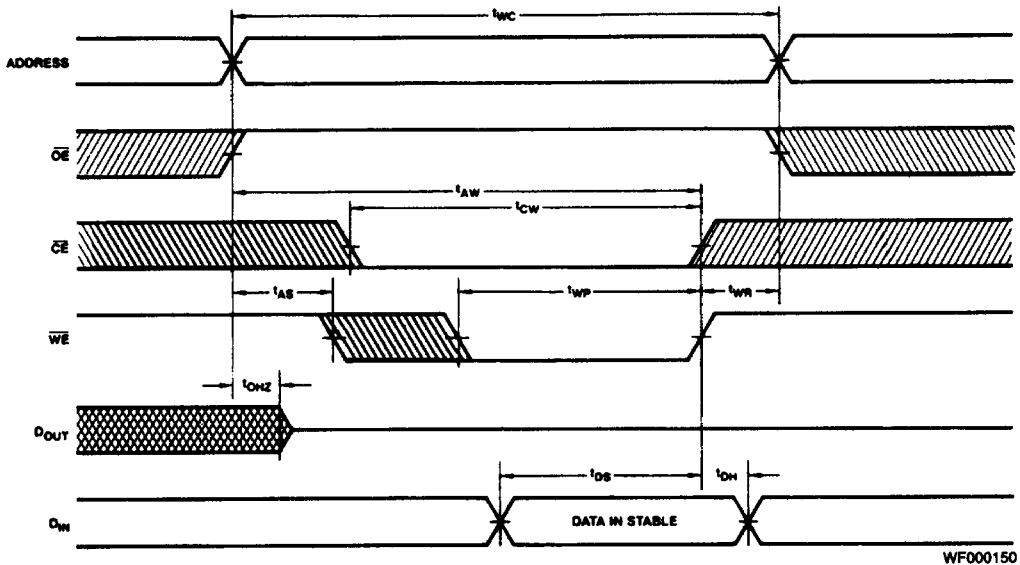 tWC
ADDRESS
OE
tAW
tCW
CE
tAS
tWP
tWR
WE
tOHZ
DOUT
tDS
tDH
DIN
DATA IN STABLE
WF000150